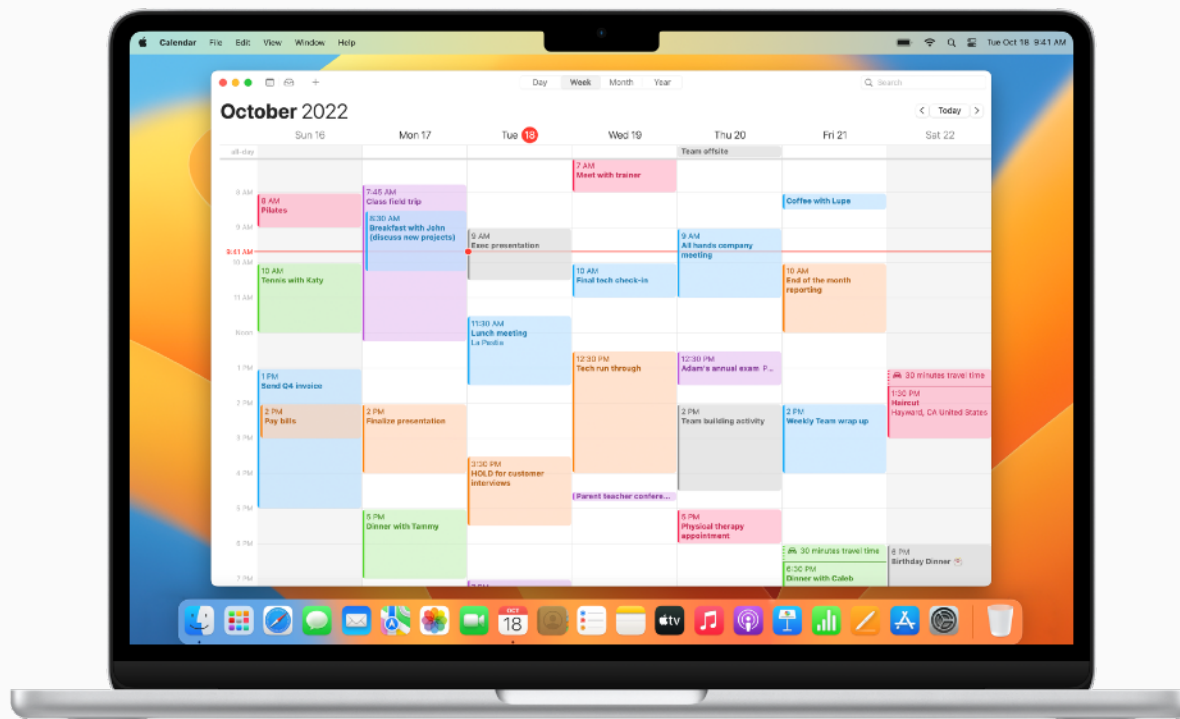 Calendar File Edit View Window Help
Tue Oct 18 9:41 AM
Day Week Month Year
Search
October 2022
Today
Sun 16 Mon 17 Tue 18 Wed 19 Thu 20 Fri 21 Sat 22
all-day
Team offsite
7 AM
Meet with trainer
8 AM
7:45 AM
Class field trip
8 AM
Pilates
Coffee with Lupe
8:30 AM
Breakfast with John
(discuss new projects)
9 AM
9 AM
Exec presentation
9 AM
All hands company
meeting
9:41 AM
10 AM
10 AM
Tennis with Katy
10 AM
Final tech check-in
10 AM
End of the month
reporting
11 AM
11:30 AM
Lunch meeting
Noon
12:30 PM
Tech run through
12:30 PM
Adam's annual exam P...
1 PM
1 PM
Send Q4 invoice
30 minutes travel time
1:30 PM
Haircut
Hayward, CA United States
2 PM
2 PM
Pay bills
2 PM
Finalize presentation
2 PM
Team building activity
2 PM
Weekly Team wrap up
3 PM
3:30 PM
HOLD for customer
interviews
4 PM
Parent teacher confere...
5 PM
5 PM
Dinner with Tammy
5 PM
Physical therapy
appointment
6 PM
30 minutes travel time
6:30 PM
Dinner with Caleb
6 PM
Birthday Dinner
7 PM
OCT
18
tv